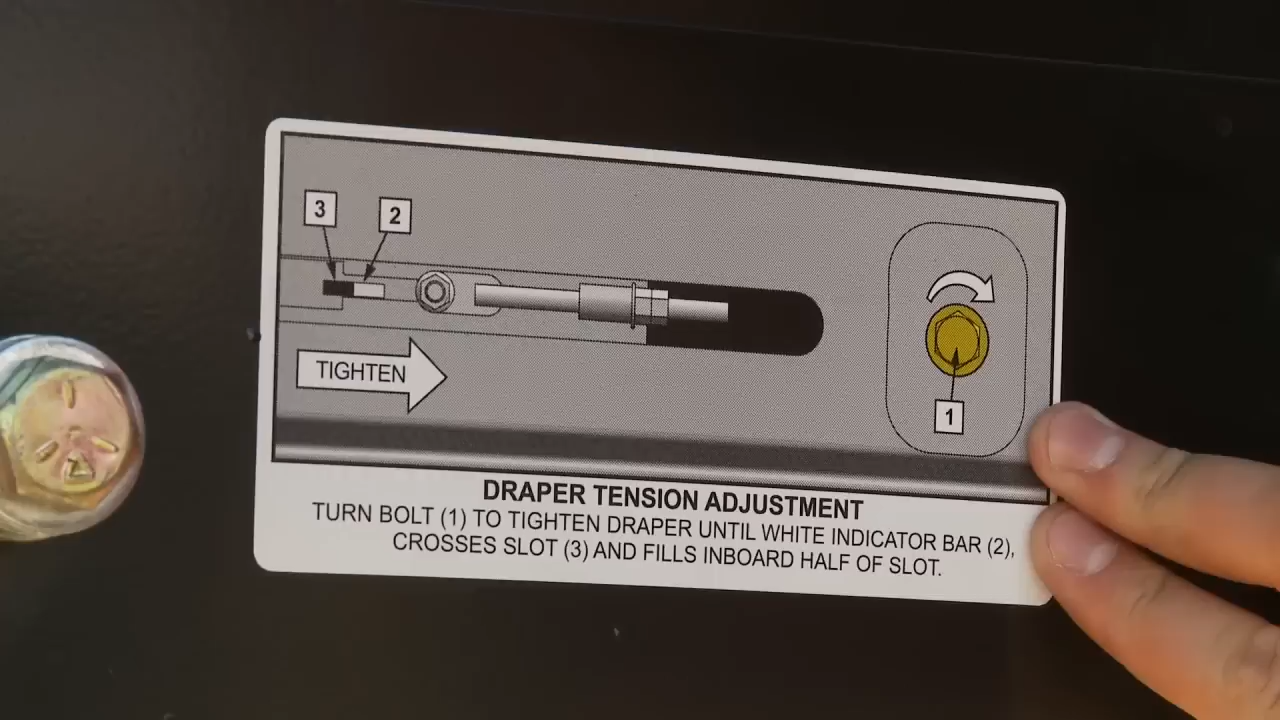 3
2
TIGHTEN
1
DRAPER TENSION ADJUSTMENT
TURN BOLT (1) TO TIGHTEN DRAPER UNTIL WHITE INDICATOR BAR (2),
CROSSES SLOT (3) AND FILLS INBOARD HALF OF SLOT.